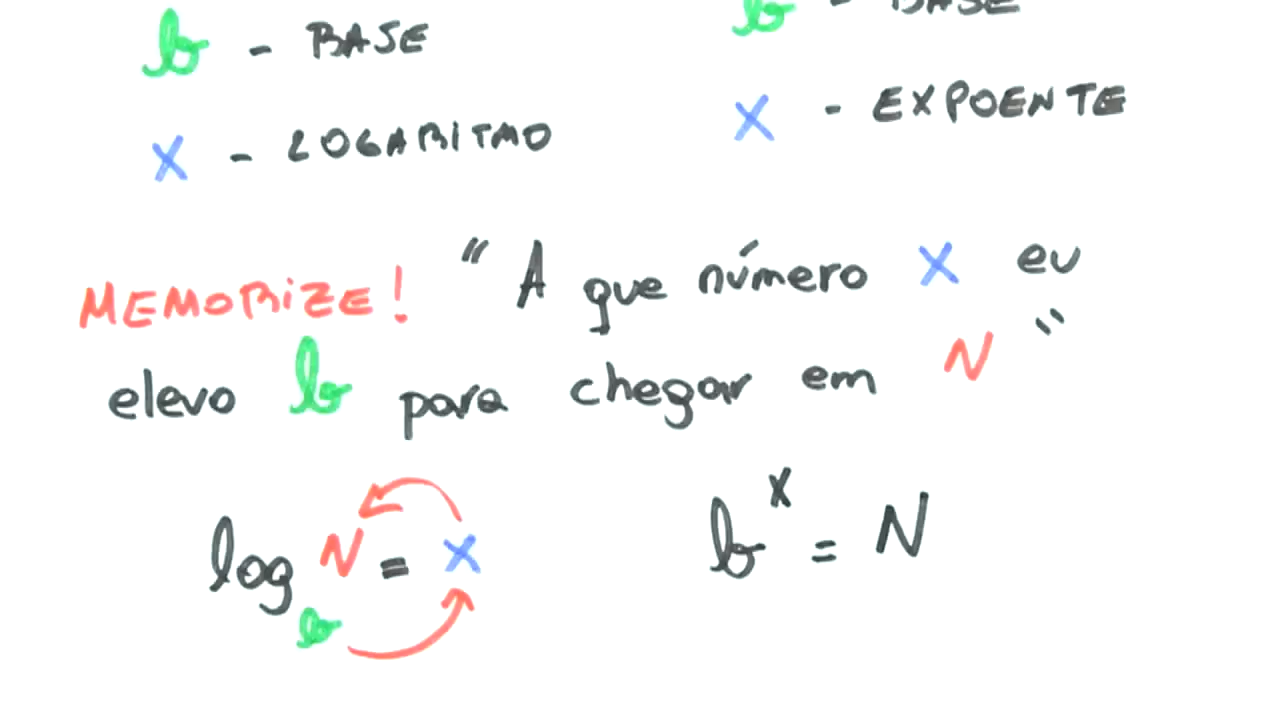 b - BASE b - BASE
x - LOGARITMO x - EXPOENTE
MEMORIZE! "A que número x eu
elevo b para chegar em N"
log_b N = x b^x = N